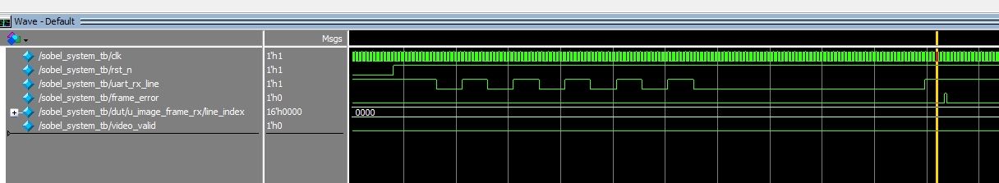 Wave - Default
Msgs
/sobel_system_tb/clk 1'h1
/sobel_system_tb/rst_n 1'h1
/sobel_system_tb/uart_rx_line 1'h1
/sobel_system_tb/frame_error 1'h0
/sobel_system_tb/dut/u_image_frame_rx/line_index 16'h0000 0000
/sobel_system_tb/video_valid 1'h0